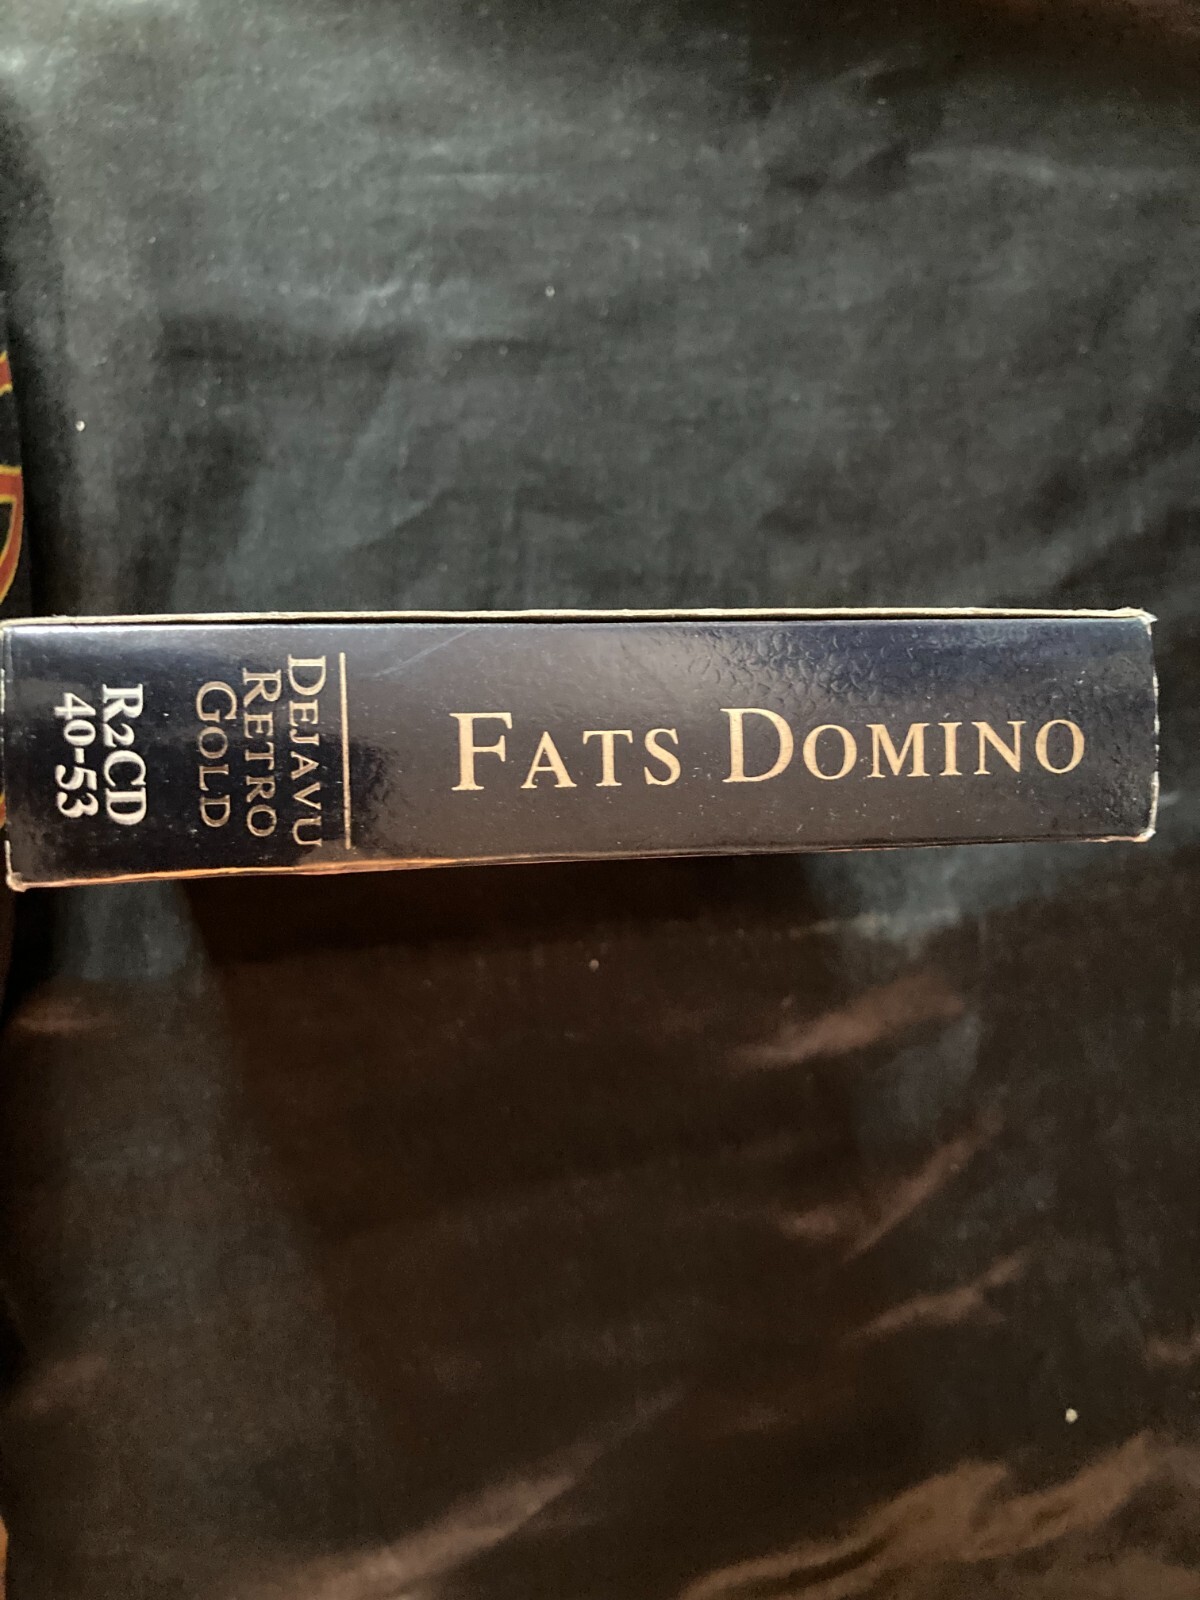 FATS DOMINO
DEJAVU
RETRO
GOLD
R2CD
40-53